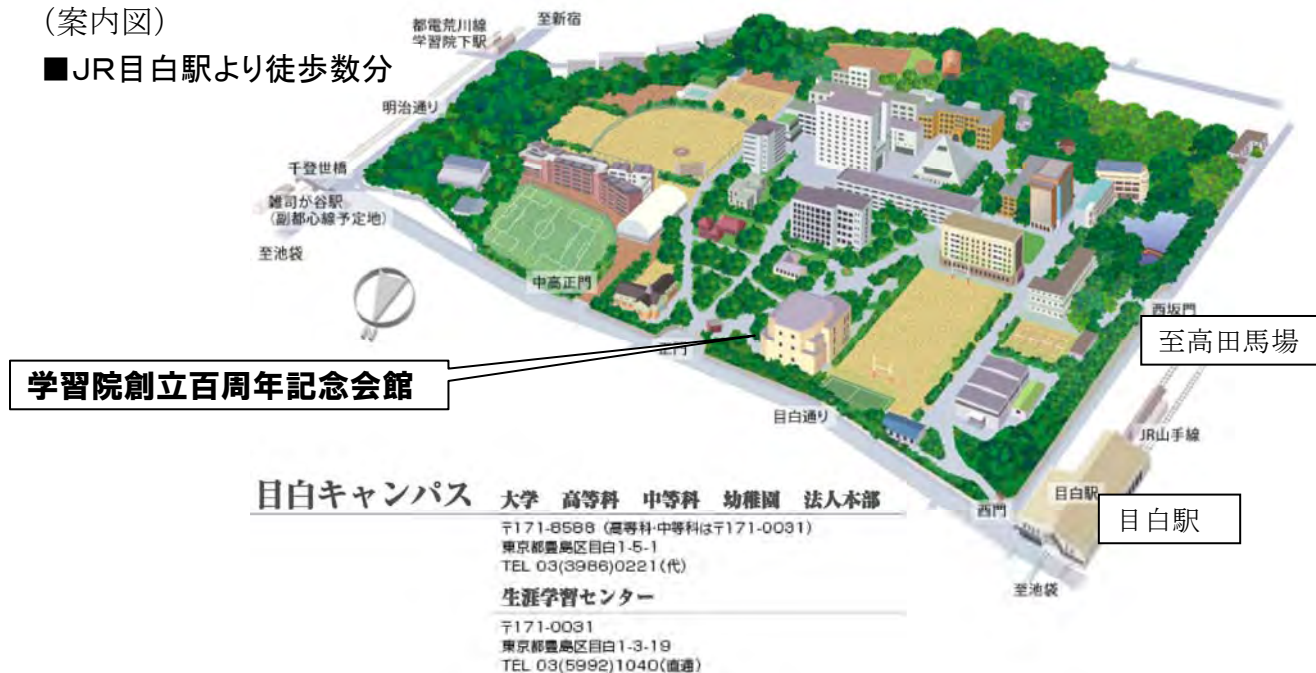 (案内図)
■JR目白駅より徒歩数分
都電荒川線
学習院下駅
至新宿
明治通り
千登世橋
雑司が谷駅
(副都心線予定地)
至池袋
中高正門
正門
学習院創立百周年記念会館
目白通り
西坂門
至高田馬場
JR山手線
目白駅
目白駅
西門
至池袋
目白キャンパス 大学 高等科 中等科 幼稚園 法人本部
〒171-8588(高等科・中等科は〒171-0031)
東京都豊島区目白1-5-1
TEL 03(3986)0221(代)
生涯学習センター
〒171-0031
東京都豊島区目白1-3-19
TEL 03(5992)1040(直通)